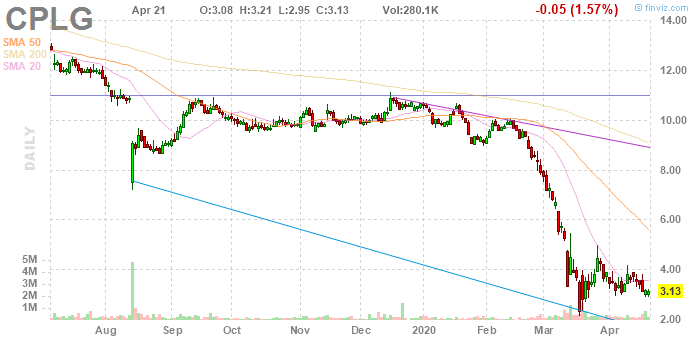 CPLG
Apr 21 O:3.08 H:3.21 L:2.95 C:3.13 Vol:280.1K -0.05 (1.57%)
© finviz.com
SMA 50
SMA 200
SMA 20
DAILY
14.00
12.00
10.00
8.00
6.00
4.00
3.13
2.00
5M
4M
3M
2M
1M
Aug Sep Oct Nov Dec 2020 Feb Mar Apr